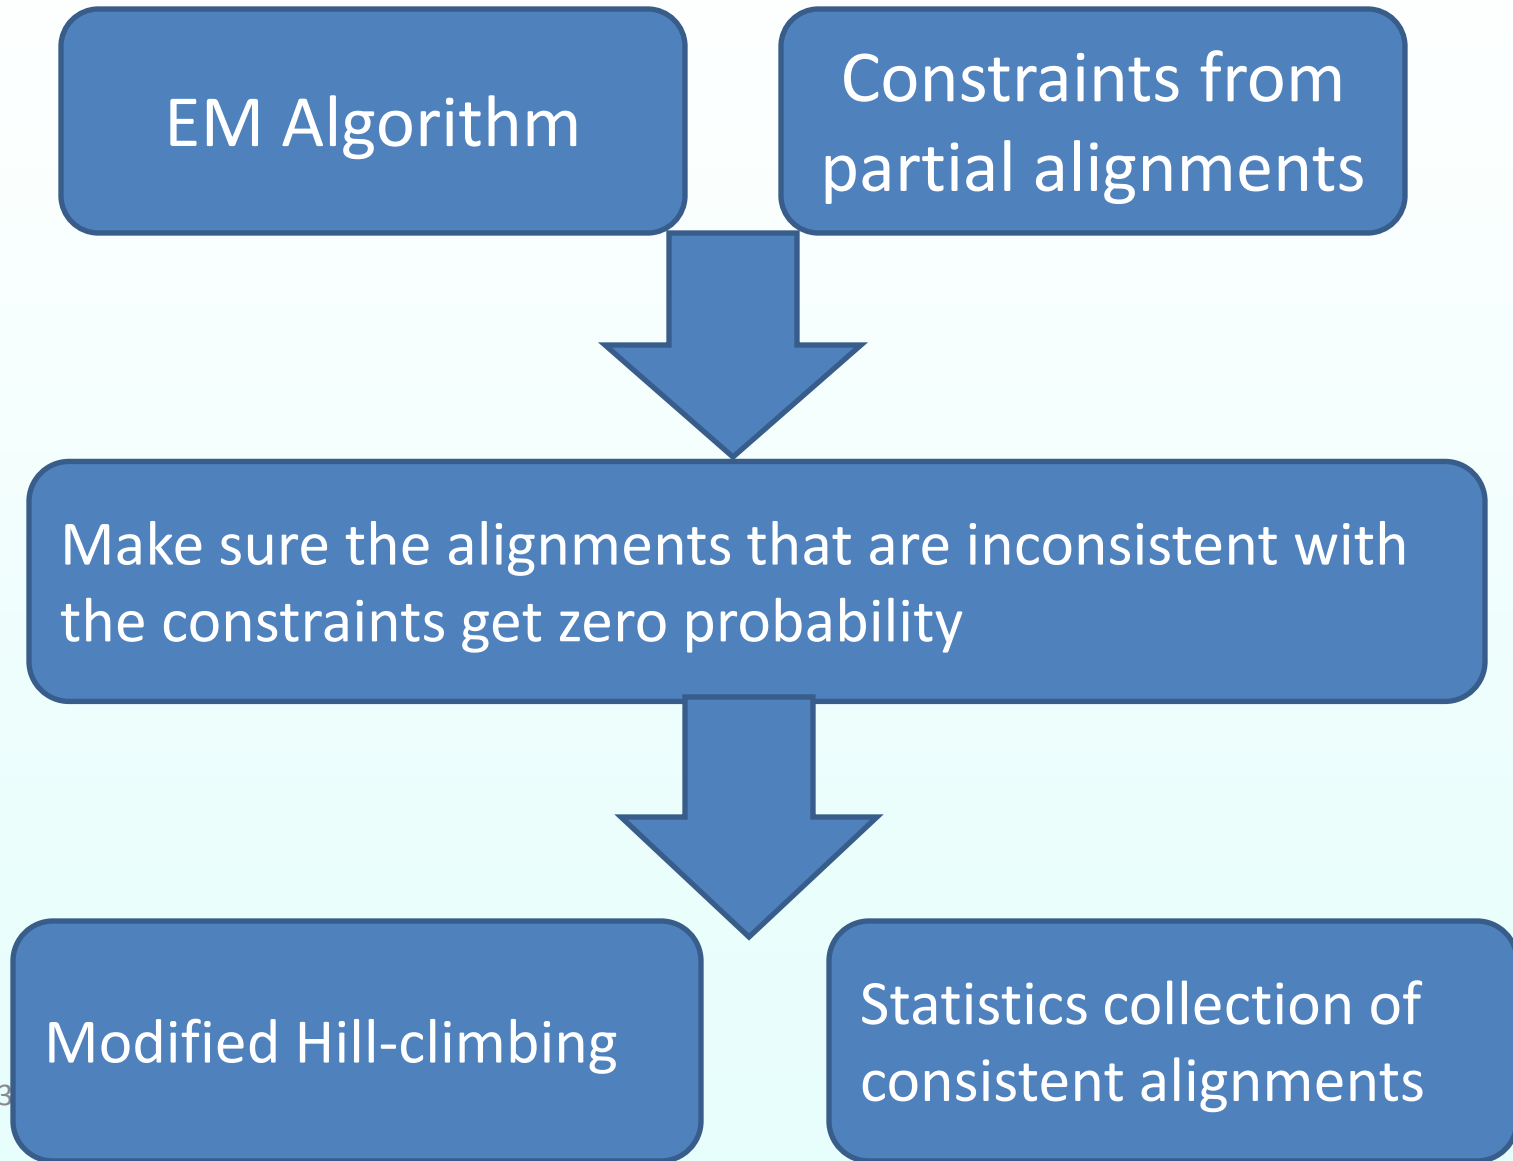 EM Algorithm
Constraints from
partial alignments
Make sure the alignments that are inconsistent with
the constraints get zero probability
Modified Hill-climbing
Statistics collection of
consistent alignments
3